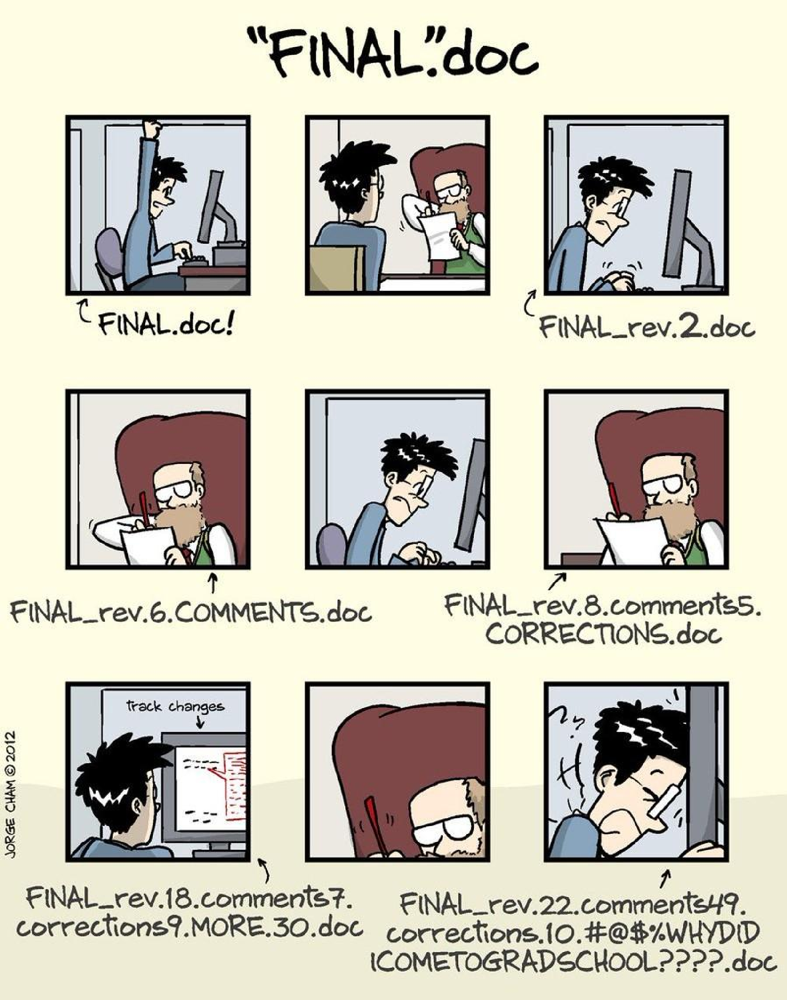 "FINAL".doc
FINAL.doc!
FINAL_rev.2.doc
FINAL_rev.6.COMMENTS.doc
FINAL_rev.8.comments5.
CORRECTIONS.doc
track changes
FINAL_rev.18.comments7.
corrections9.MORE.30.doc
FINAL_rev.22.comments49.
corrections.10.#@$%WHYDID
ICOMETOGRADSCHOOL????.doc
JORGE CHAM © 2012